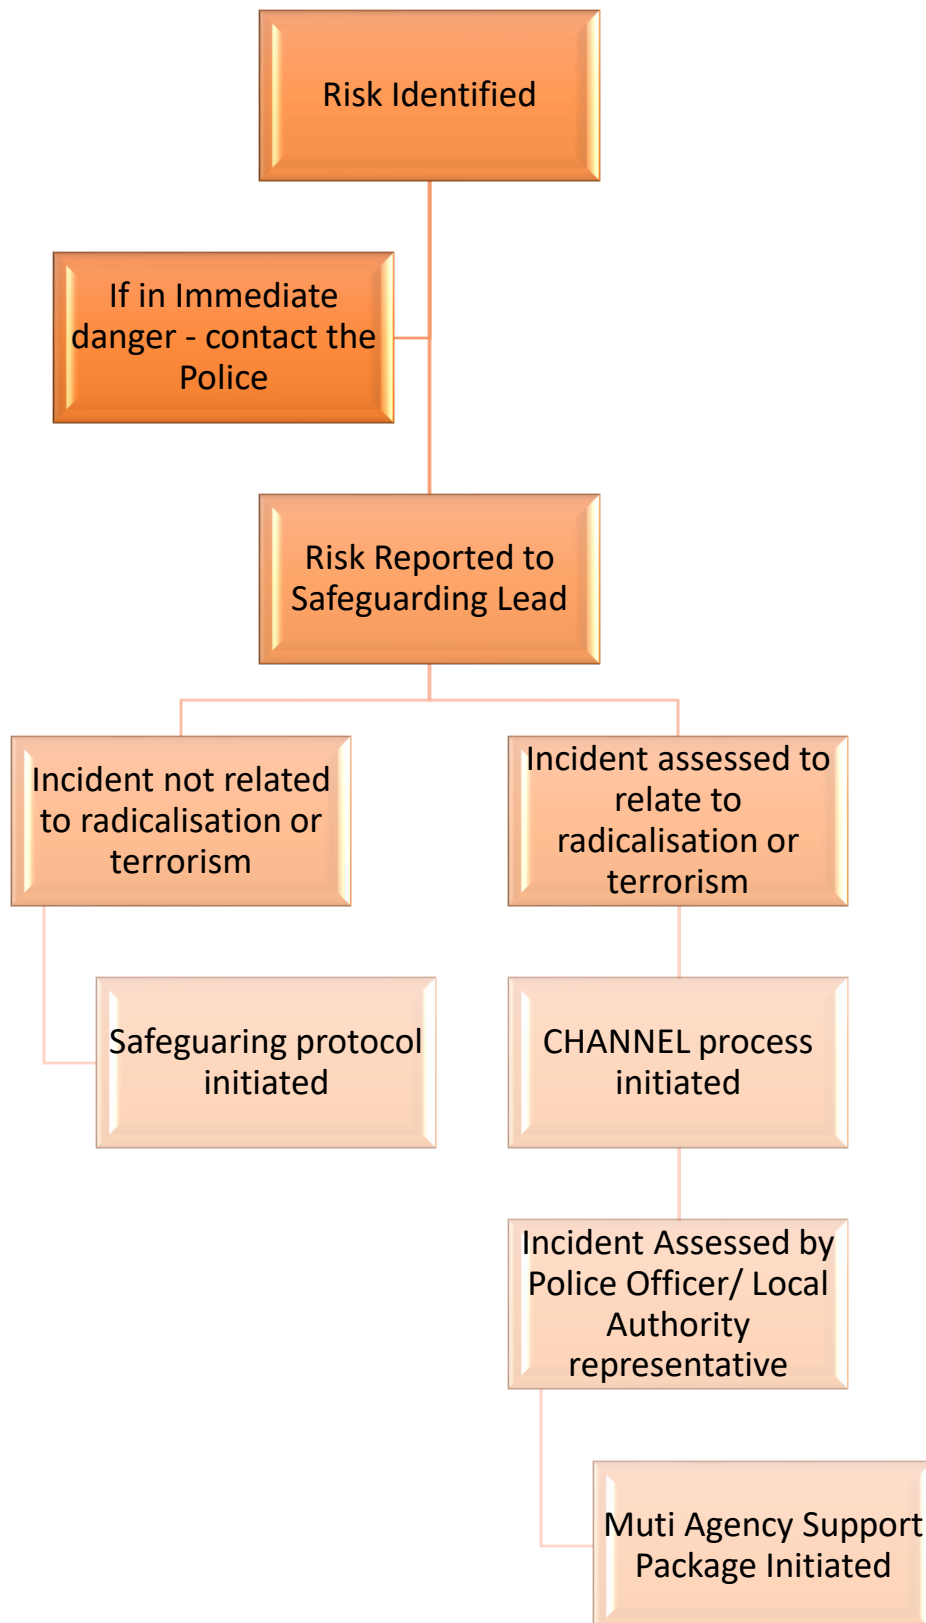 Risk Identified
If in Immediate
danger - contact the
Police
Risk Reported to
Safeguarding Lead
Incident not related
to radicalisation or
terrorism
Safeguaring protocol
initiated
Incident assessed to
relate to
radicalisation or
terrorism
CHANNEL process
initiated
Incident Assessed by
Police Officer/ Local
Authority
representative
Muti Agency Support
Package Initiated